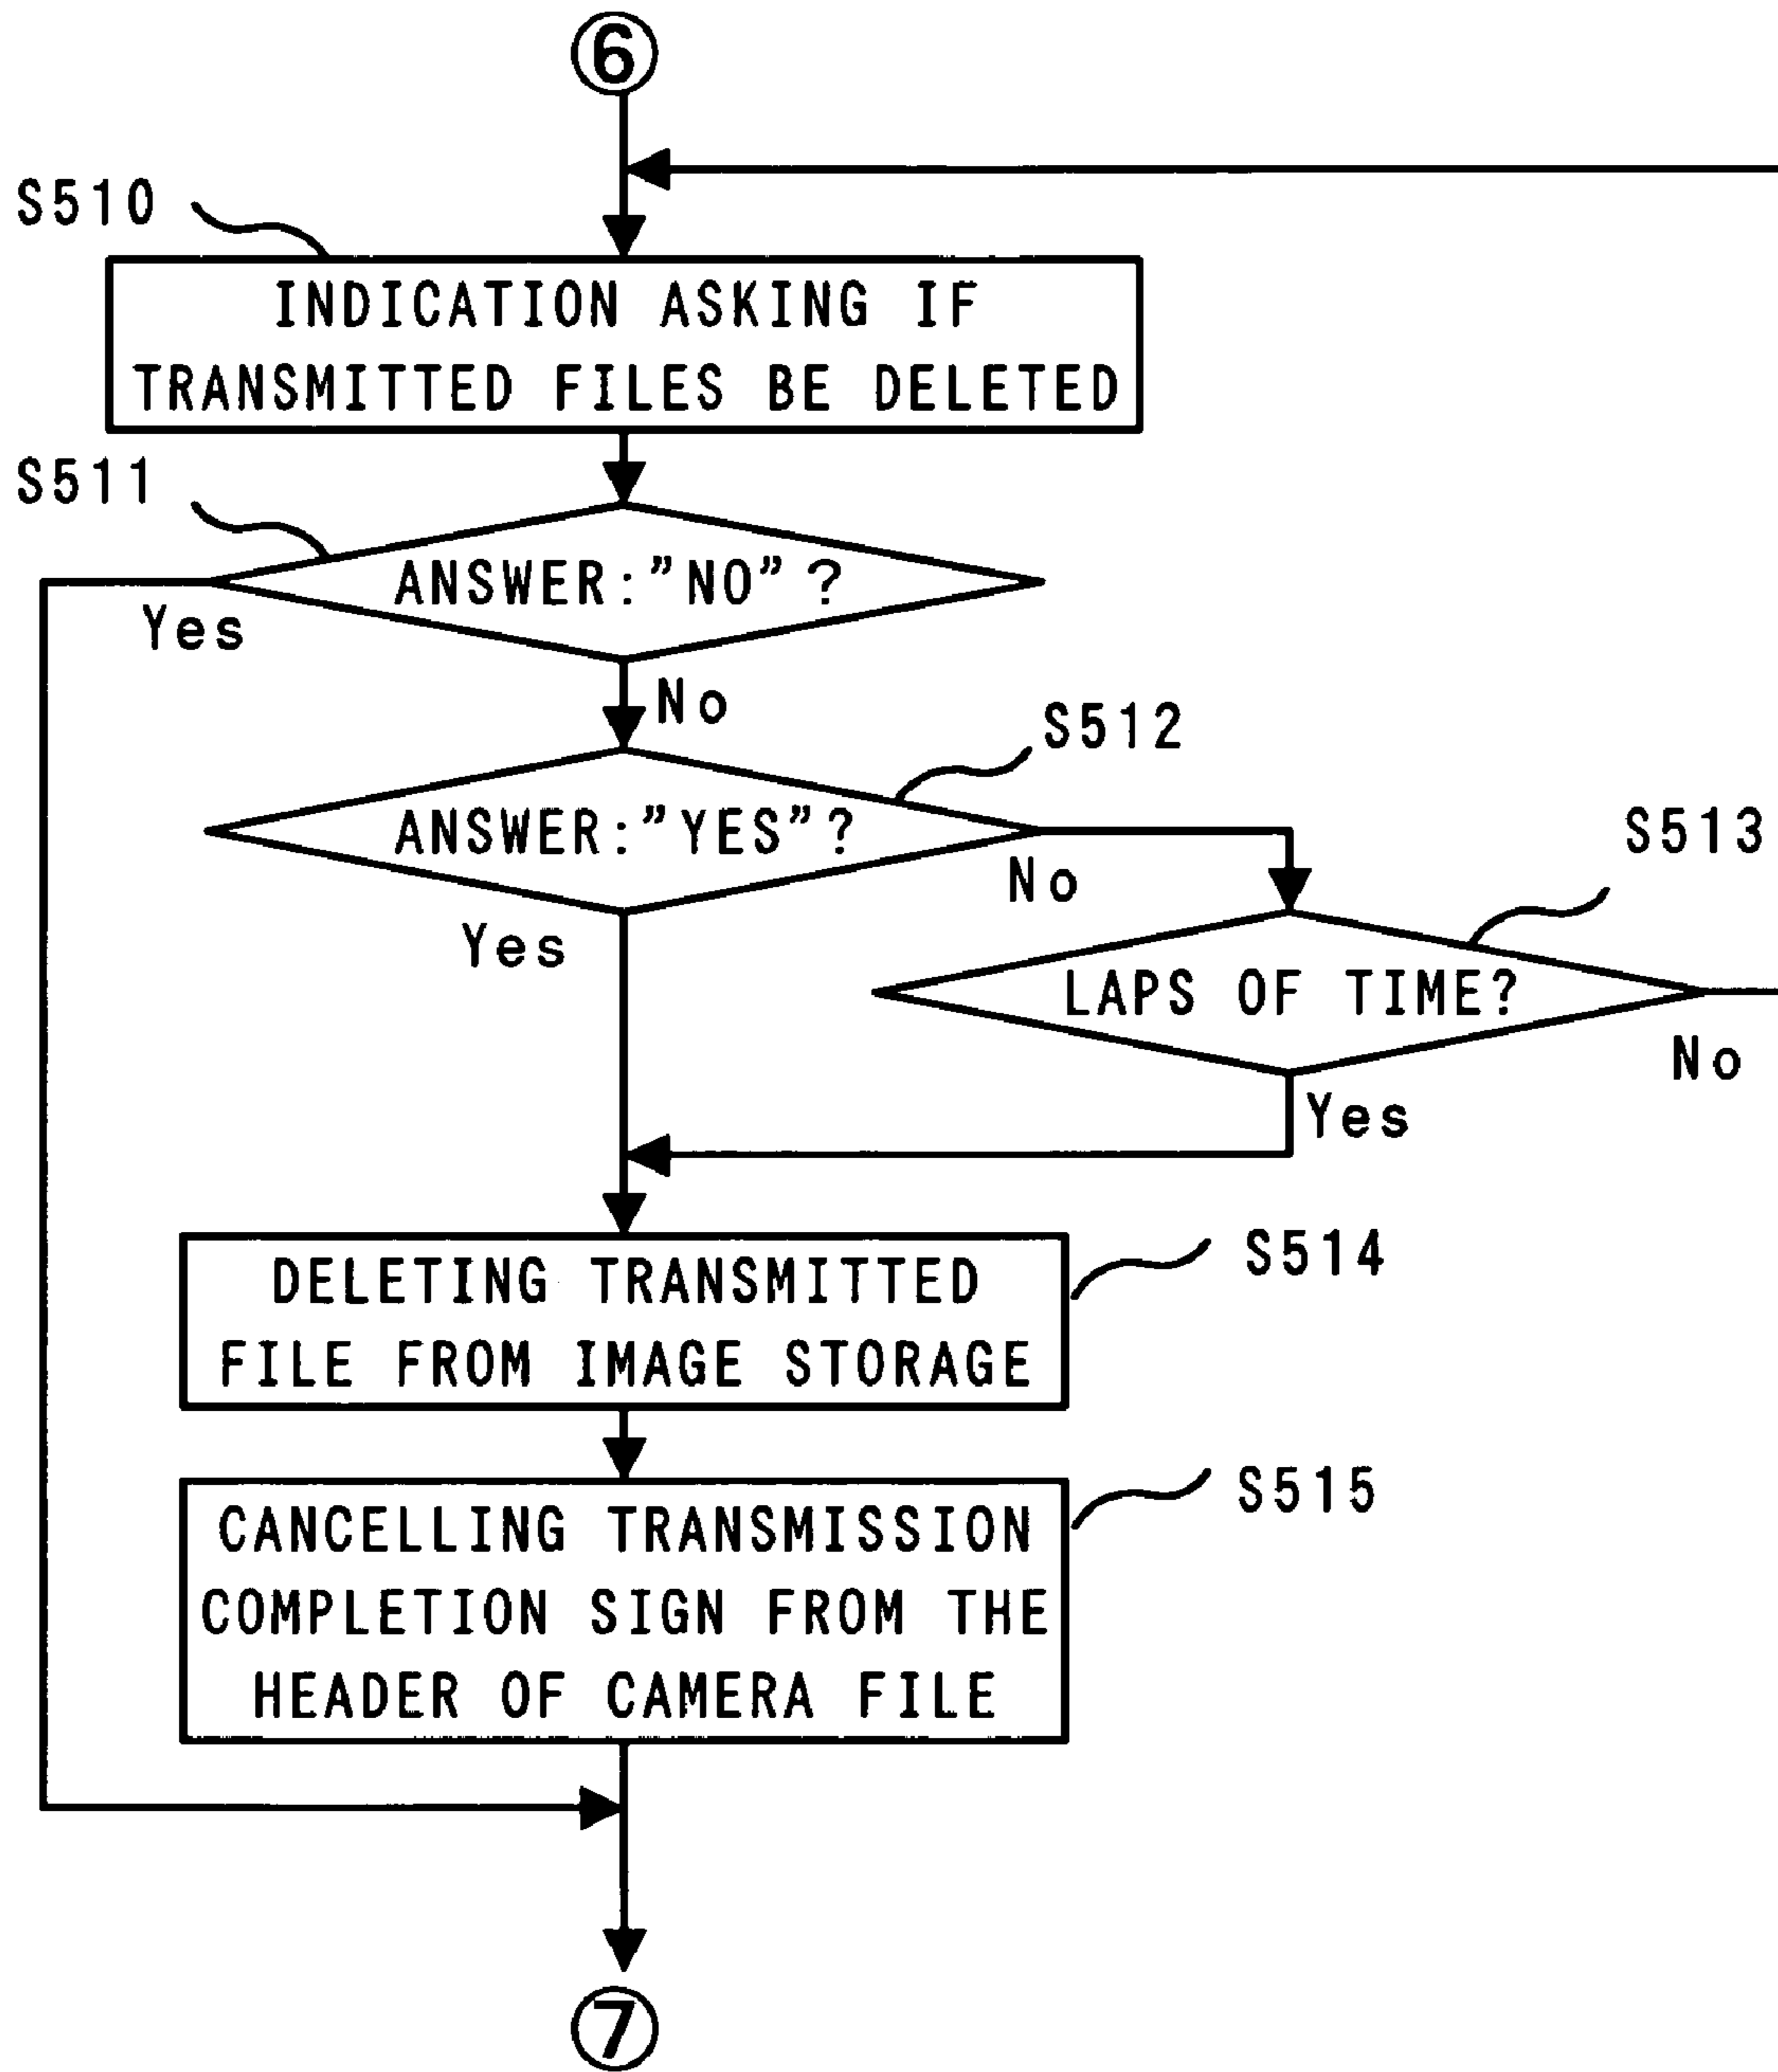 ⑥
S510
INDICATION ASKING IF
TRANSMITTED FILES BE DELETED
S511
ANSWER:”NO”?
Yes
No
S512
ANSWER:”YES”?
No
S513
Yes
LAPS OF TIME?
No
Yes
DELETING TRANSMITTED
FILE FROM IMAGE STORAGE
S514
CANCELLING TRANSMISSION
COMPLETION SIGN FROM THE
HEADER OF CAMERA FILE
S515
⑦